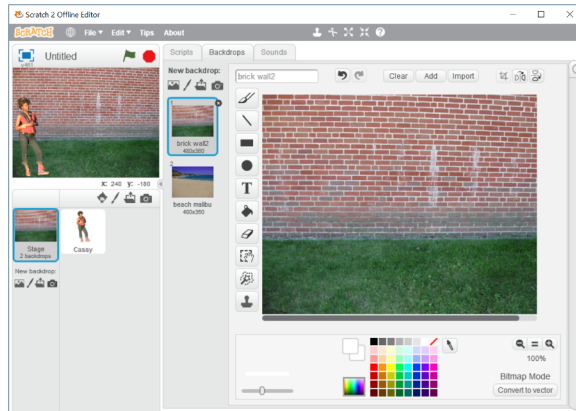 Scratch 2 Offline Editor
SCRATCH File Edit Tips About
Untitled
v461
Scripts Backdrops Sounds
New backdrop:
1
brick wall2
480x360
2
beach malibu
480x360
brick wall2
Clear Add Import
T
X: 240 Y: -180
Stage
2 backdrops
Cassy
New backdrop:
100%
Bitmap Mode
Convert to vector